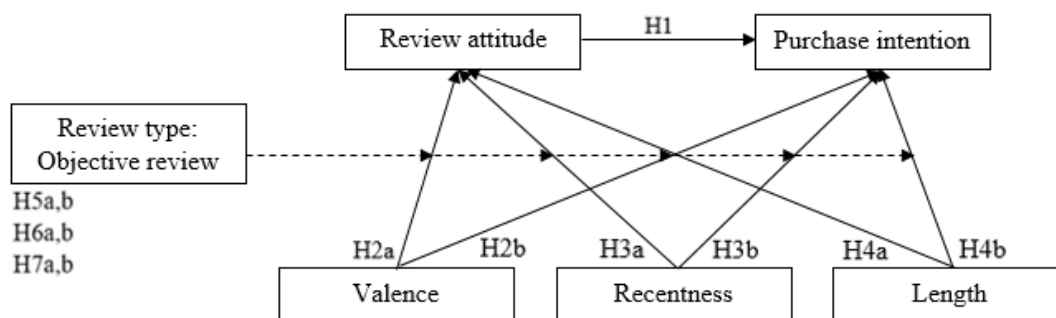 Review attitude
H1
Purchase intention
Review type:
Objective review
H5a,b
H6a,b
H7a,b
H2a
H2b
H3a
H3b
H4a
H4b
Valence
Recentness
Length